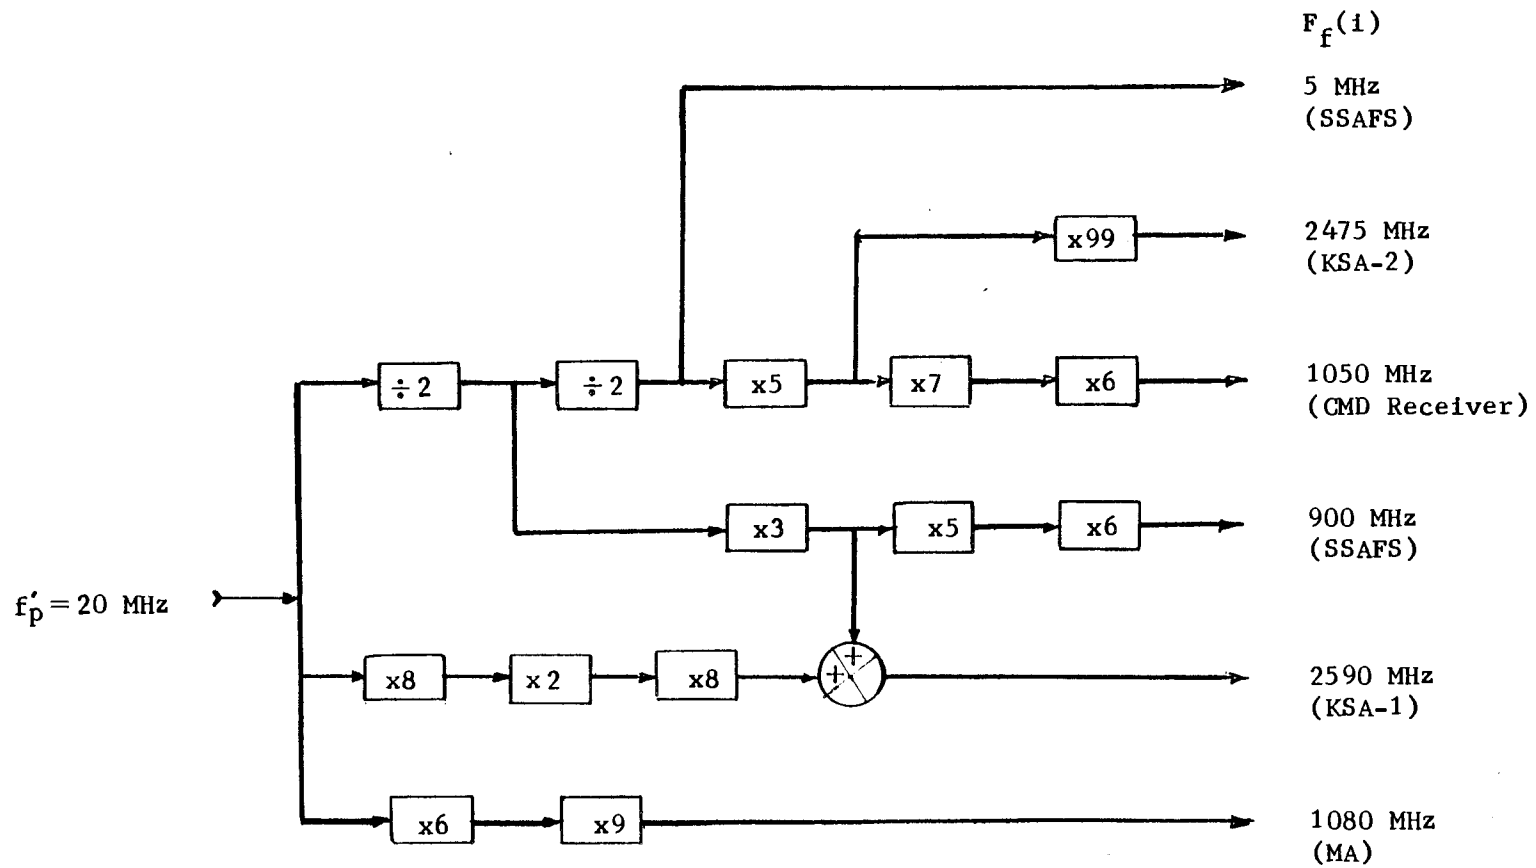 F_f(i)
5 MHz
(SSAFS)
x99
2475 MHz
(KSA-2)
÷2
÷2
x5
x7
x6
1050 MHz
(CMD Receiver)
x3
x5
x6
900 MHz
(SSAFS)
f'_p = 20 MHz
x8
x2
x8
+
+
2590 MHz
(KSA-1)
x6
x9
1080 MHz
(MA)